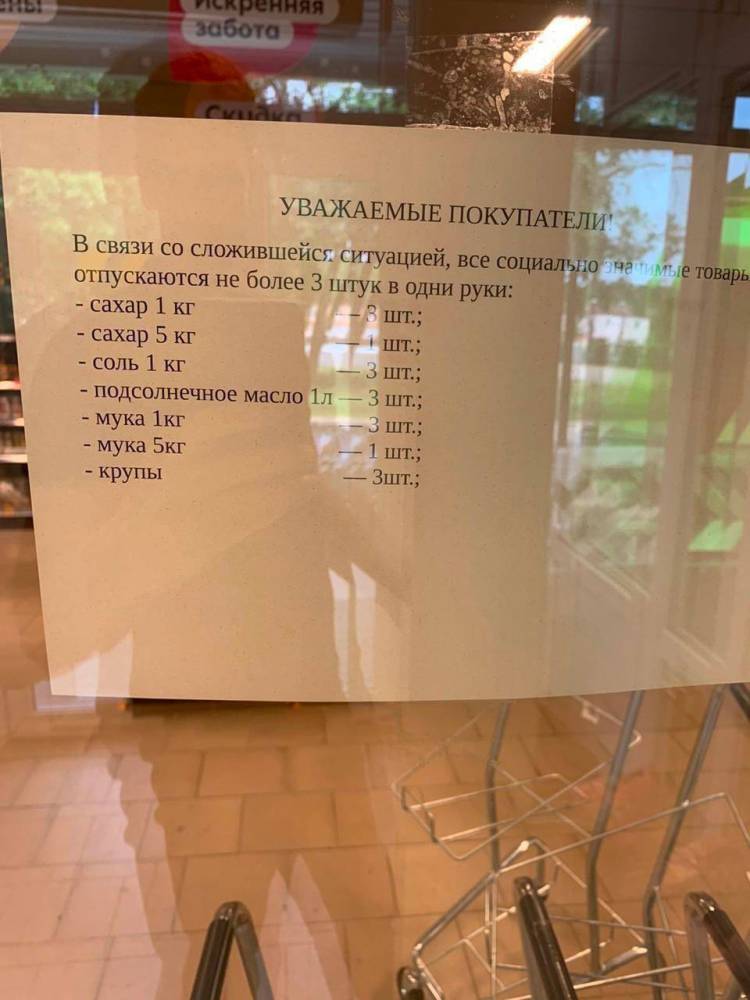 Искренняя
забота
Скидка
УВАЖАЕМЫЕ ПОКУПАТЕЛИ!
В связи со сложившейся ситуацией, все социально значимые товары
отпускаются не более 3 штук в одни руки:
- сахар 1 кг — 3 шт.;
- сахар 5 кг — 1 шт.;
- соль 1 кг — 3 шт.;
- подсолнечное масло 1л — 3 шт.;
- мука 1кг — 3 шт.;
- мука 5кг — 1 шт.;
- крупы — 3шт.;